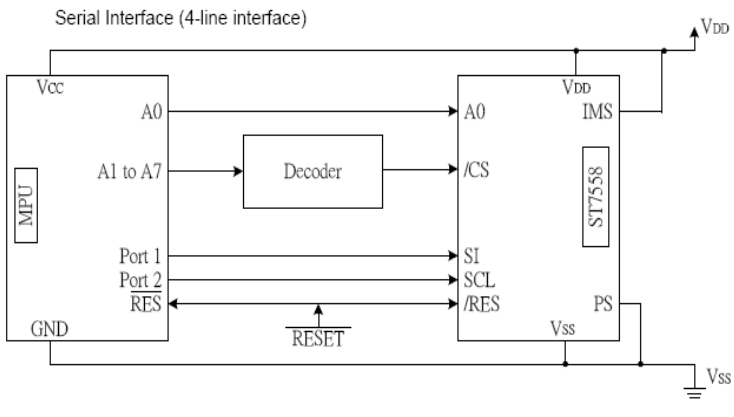 Serial Interface (4-line interface)
VDD
VCC
VDD
A0
A0
IMS
A1 to A7
Decoder
/CS
MPU
ST7558
Port 1
SI
Port 2
SCL
RES
/RES
PS
RESET
GND
VSS
VSS